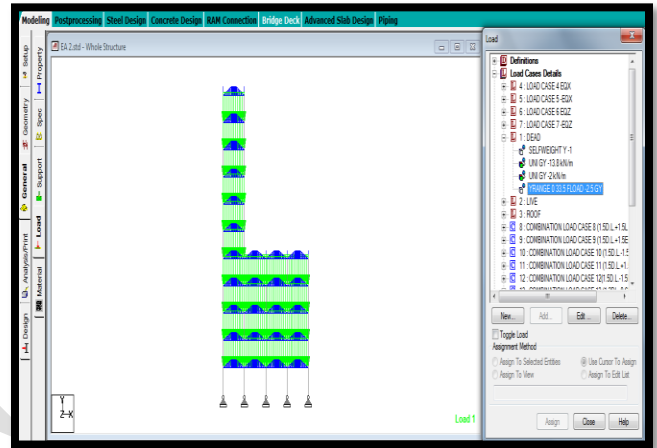 Modeling Postprocessing Steel Design Concrete Design RAM Connection Bridge Deck Advanced Slab Design Piping
EA 2.std - Whole Structure
Setup
Geometry
General
Analysis/Print
Design
Property
Spec
Support
Load
Material
Load 1
Y
Z X
Load
Definitions
Load Cases Details
4 : LOAD CASE 4 EQX
5 : LOAD CASE 5 -EQX
6 : LOAD CASE 6 EQZ
7 : LOAD CASE 7 -EQZ
1 : DEAD
SELFWEIGHT Y -1
UNI GY -13.8 kN/m
UNI GY -2 kN/m
YRANGE 0 33.5 FLOAD -2.5 GY
2 : LIVE
3 : ROOF
8 : COMBINATION LOAD CASE 8 (1.5D.L+1.5L
9 : COMBINATION LOAD CASE 9 (1.5D.L+1.5E
10 : COMBINATION LOAD CASE 10 (1.5D.L-1.5
11 : COMBINATION LOAD CASE 11 (1.5D.L+1.
12 : COMBINATION LOAD CASE 12(1.5D.L-1.5
New... Add... Edit ... Delete...
Toggle Load
Assignment Method
Assign To Selected Entities Use Cursor To Assign
Assign To View Assign To Edit List
Assign Close Help